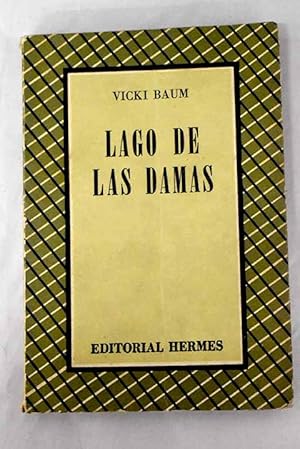 VICKI BAUM
LAGO DE
LAS DAMAS
EDITORIAL HERMES